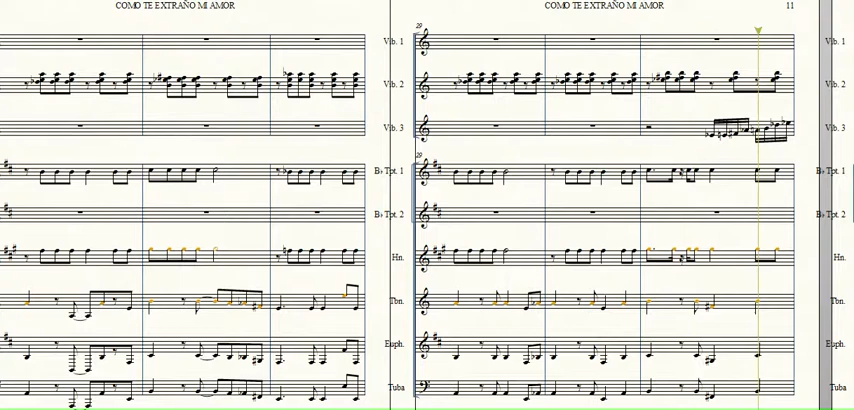 COMO TE EXTRAÑO MI AMOR
COMO TE EXTRAÑO MI AMOR
11
29
Vib. 1
Vib. 1
Vib. 2
Vib. 2
Vib. 3
Vib. 3
29
B♭ Tpt. 1
B♭ Tpt. 1
B♭ Tpt. 2
B♭ Tpt. 2
Hn.
Hn.
Tbn.
Tbn.
Euph.
Euph.
Tuba
Tuba